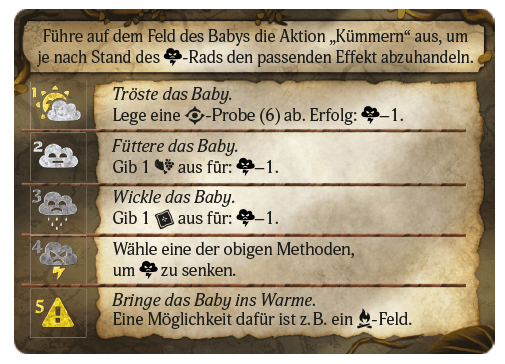 Führe auf dem Feld des Babys die Aktion „Kümmern“ aus, um
je nach Stand des -Rads den passenden Effekt abzuhandeln.
1
Tröste das Baby.
Lege eine -Probe (6) ab. Erfolg: –1.
2
Füttere das Baby.
Gib 1 aus für: –1.
3
Wickle das Baby.
Gib 1 aus für: –1.
4
Wähle eine der obigen Methoden,
um zu senken.
5
Bringe das Baby ins Warme.
Eine Möglichkeit dafür ist z. B. ein -Feld.